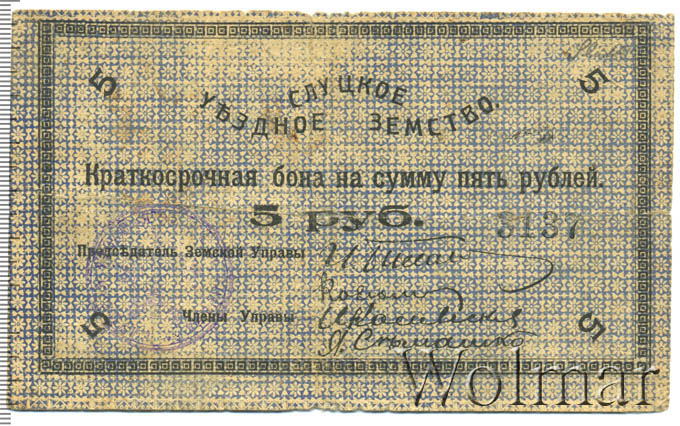 5 5
СЛУЦКОЕ
УѢЗДНОЕ ЗЕМСТВО.
Краткосрочная бона на сумму пять рублей.
5 руб. 3137
Предсѣдатель Земской Управы
Члены Управы
5 5
Wolmar